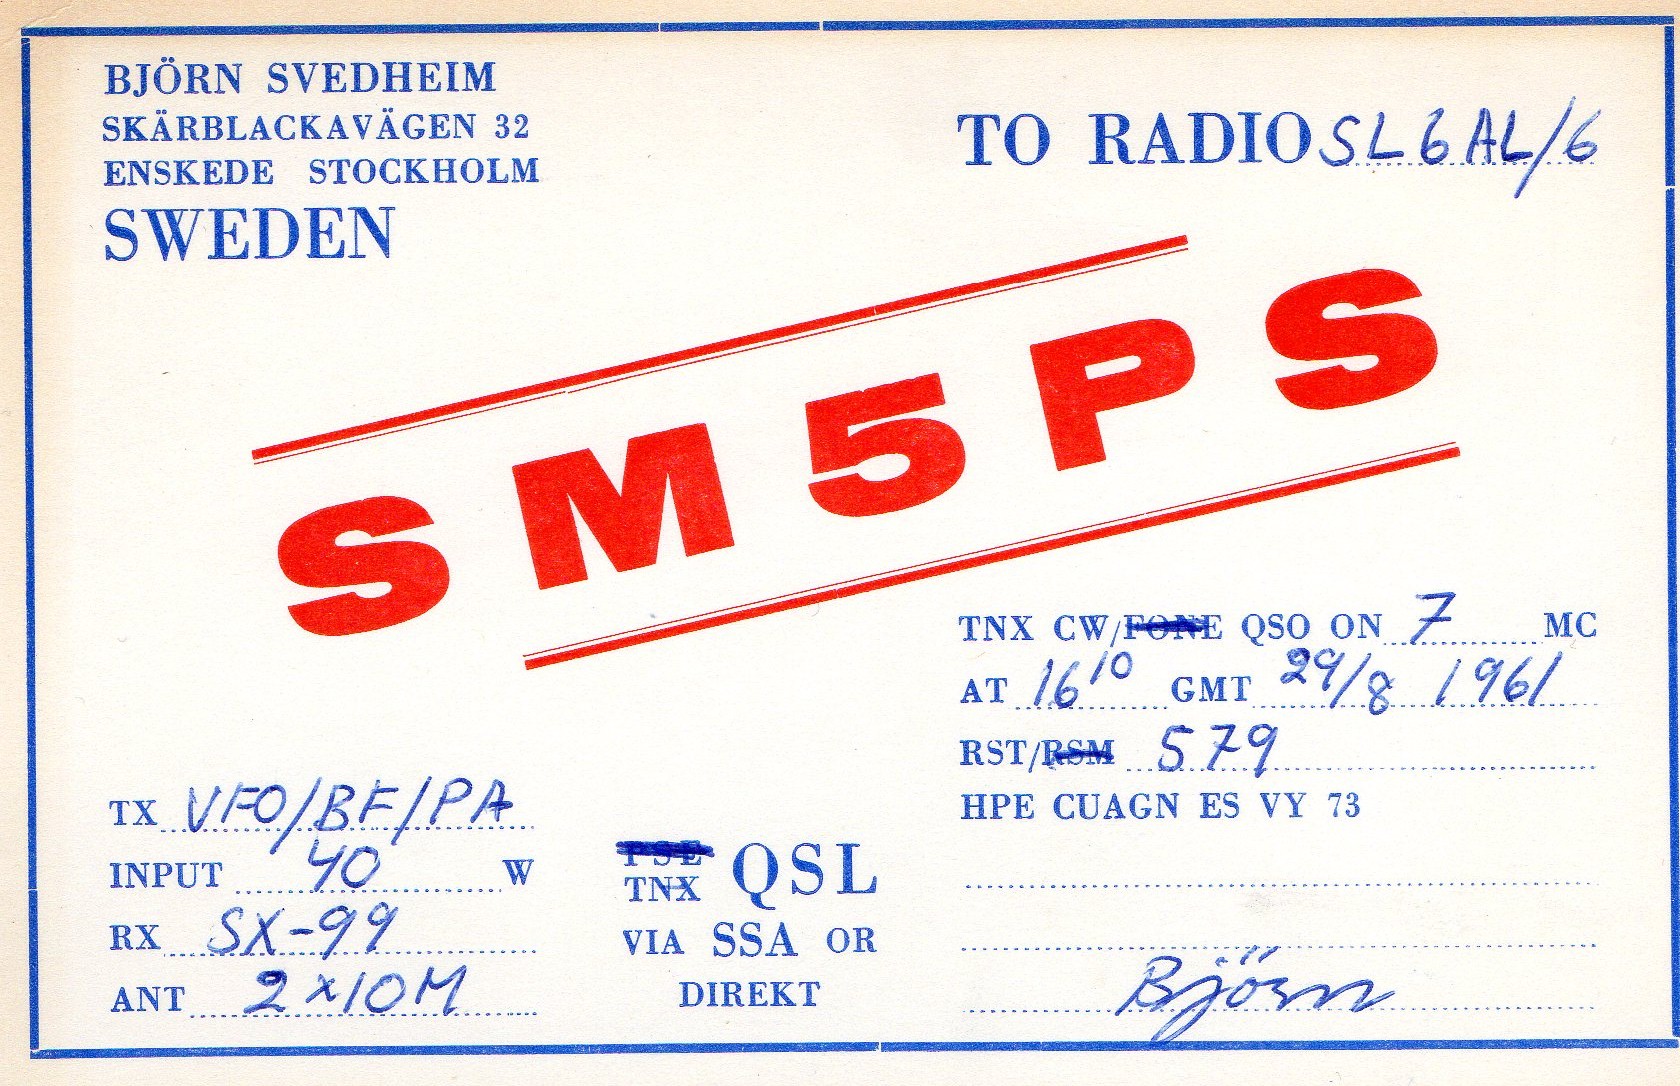 BJÖRN SVEDHEIM
SKÄRBLACKAVÄGEN 32
ENSKEDE STOCKHOLM
SWEDEN
TO RADIO SL6AL/6
SM5PS
TNX CW/FONE QSO ON 7 MC
AT 16¹⁰ GMT 29/8 1961
RST/RSM 579
HPE CUAGN ES VY 73
Björn
TX VFO/BF/PA
INPUT 40 W
RX SX-99
ANT 2x10M
PSE
TNX QSL
VIA SSA OR
DIREKT